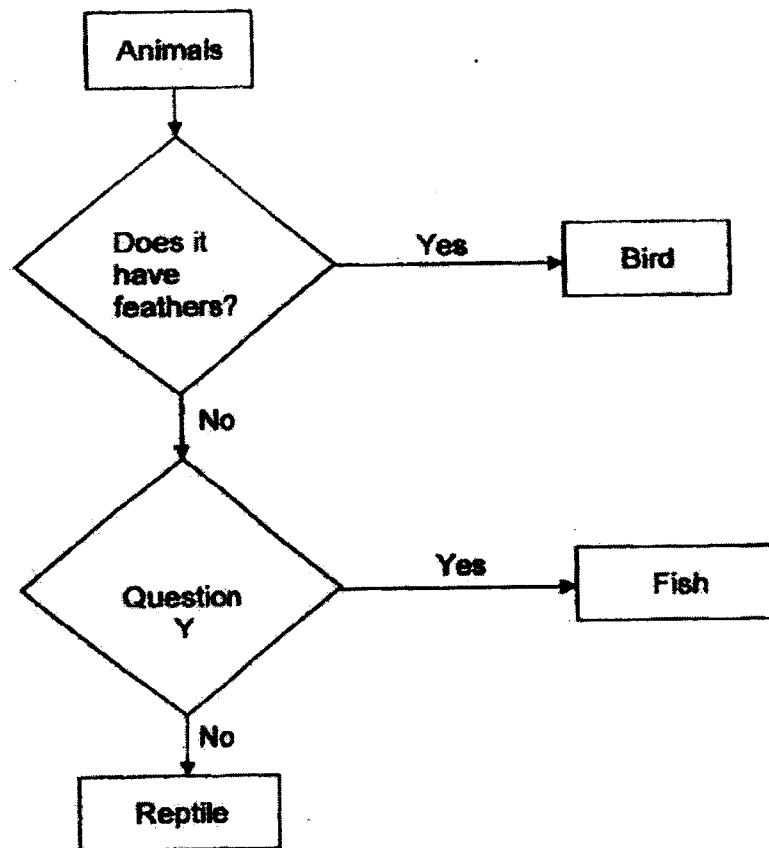 Animals
Does it
have
feathers?
Yes
Bird
No
Question
Y
Yes
Fish
No
Reptile